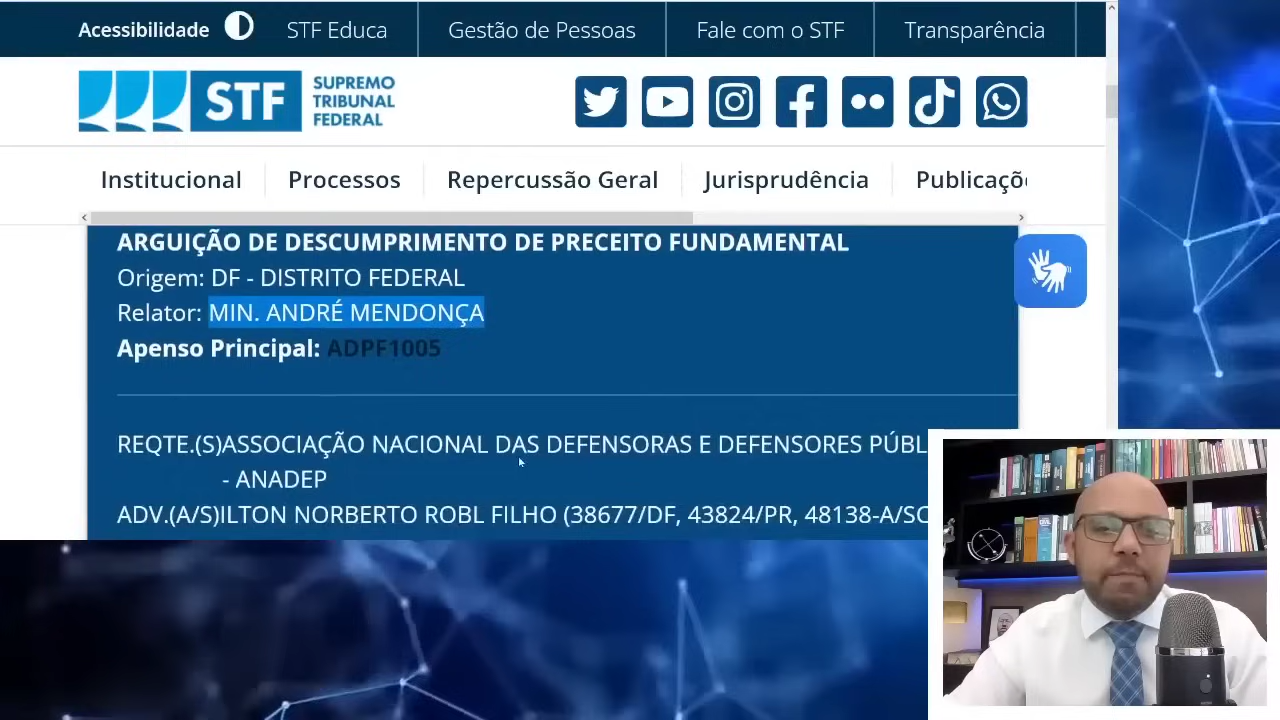 Acessibilidade STF Educa Gestão de Pessoas Fale com o STF Transparência
STF SUPREMO
TRIBUNAL
FEDERAL
Institucional Processos Repercussão Geral Jurisprudência Publicaçõ
ARGUIÇÃO DE DESCUMPRIMENTO DE PRECEITO FUNDAMENTAL
Origem: DF - DISTRITO FEDERAL
Relator: MIN. ANDRÉ MENDONÇA
Apenso Principal: ADPF1005
REQTE.(S)ASSOCIAÇÃO NACIONAL DAS DEFENSORAS E DEFENSORES PÚBL
- ANADEP
ADV.(A/S)ILTON NORBERTO ROBL FILHO (38677/DF, 43824/PR, 48138-A/SC